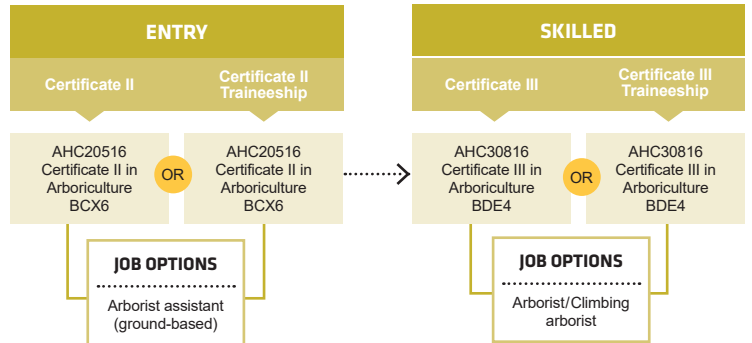 ENTRY
Certificate II
Certificate II
Traineeship
AHC20516
Certificate II in
Arboriculture
BCX6
OR
AHC20516
Certificate II in
Arboriculture
BCX6
JOB OPTIONS
Arborist assistant
(ground-based)
SKILLED
Certificate III
Certificate III
Traineeship
AHC30816
Certificate III in
Arboriculture
BDE4
OR
AHC30816
Certificate III in
Arboriculture
BDE4
JOB OPTIONS
Arborist/Climbing
arborist